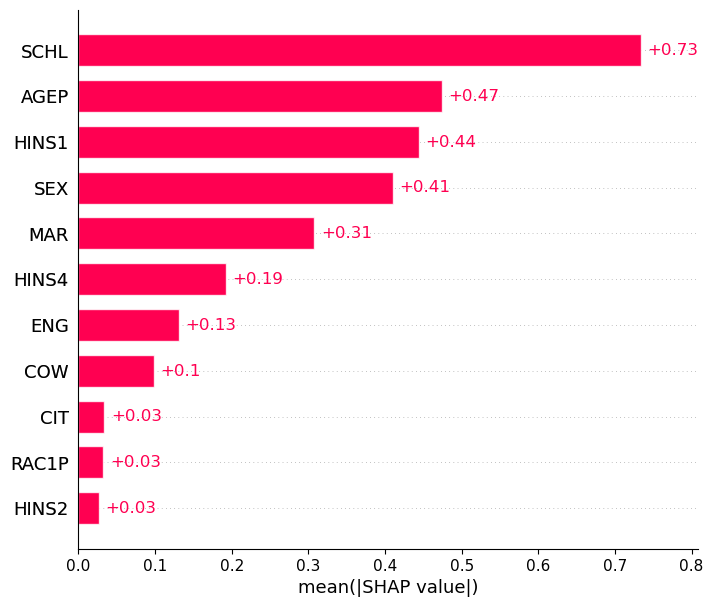 SCHL +0.73
AGEP +0.47
HINS1 +0.44
SEX +0.41
MAR +0.31
HINS4 +0.19
ENG +0.13
COW +0.1
CIT +0.03
RAC1P +0.03
HINS2 +0.03
0.0 0.1 0.2 0.3 0.4 0.5 0.6 0.7 0.8
mean(|SHAP value|)